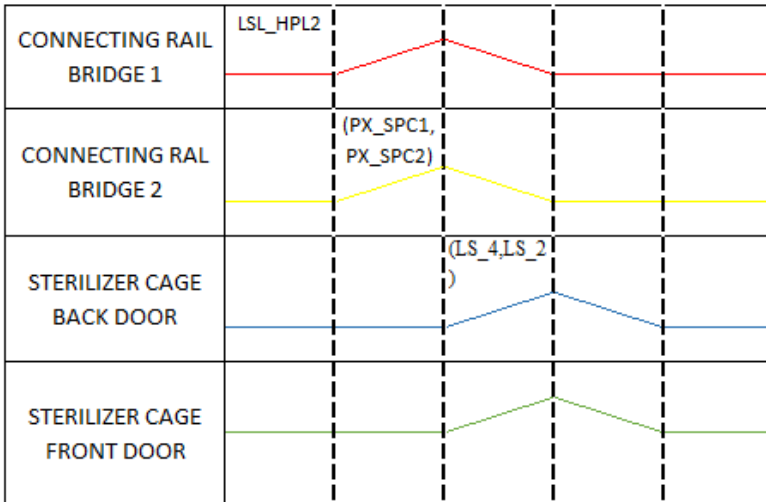 CONNECTING RAIL
BRIDGE 1
LSL_HPL2
CONNECTING RAL
BRIDGE 2
(PX_SPC1,
PX_SPC2)
STERILIZER CAGE
BACK DOOR
(LS_4,LS_2
)
STERILIZER CAGE
FRONT DOOR